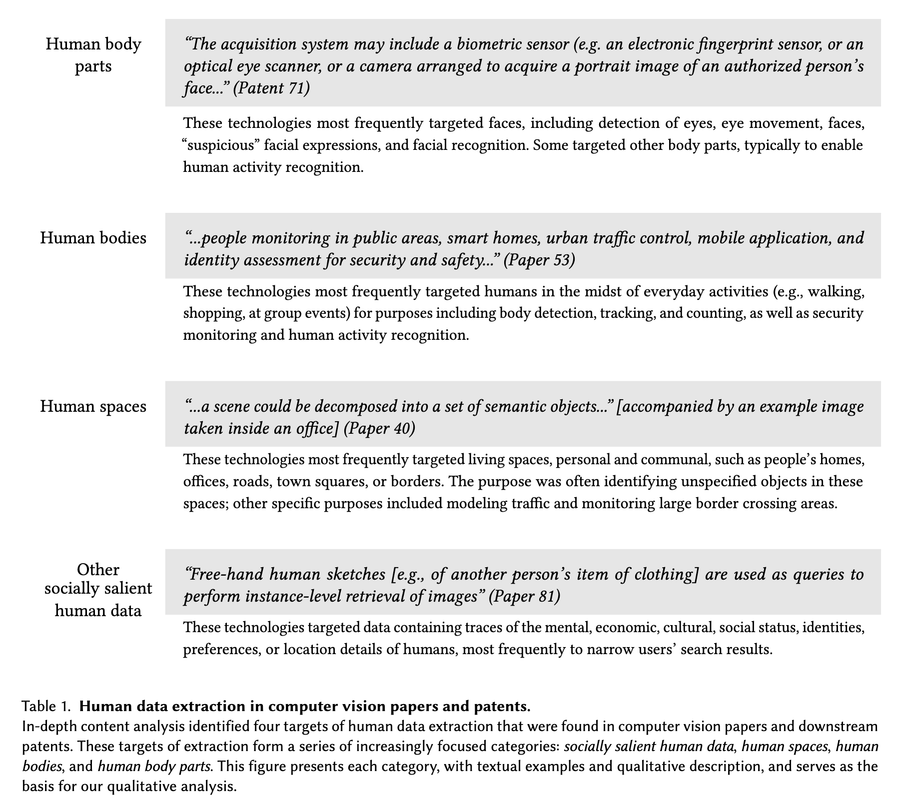 Human body
parts
“The acquisition system may include a biometric sensor (e.g. an electronic fingerprint sensor, or an
optical eye scanner, or a camera arranged to acquire a portrait image of an authorized person’s
face...” (Patent 71)
These technologies most frequently targeted faces, including detection of eyes, eye movement, faces,
“suspicious” facial expressions, and facial recognition. Some targeted other body parts, typically to enable
human activity recognition.
Human bodies
“...people monitoring in public areas, smart homes, urban traffic control, mobile application, and
identity assessment for security and safety...” (Paper 53)
These technologies most frequently targeted humans in the midst of everyday activities (e.g., walking,
shopping, at group events) for purposes including body detection, tracking, and counting, as well as security
monitoring and human activity recognition.
Human spaces
“...a scene could be decomposed into a set of semantic objects...” [accompanied by an example image
taken inside an office] (Paper 40)
These technologies most frequently targeted living spaces, personal and communal, such as people’s homes,
offices, roads, town squares, or borders. The purpose was often identifying unspecified objects in these
spaces; other specific purposes included modeling traffic and monitoring large border crossing areas.
Other
socially salient
human data
“Free-hand human sketches [e.g., of another person’s item of clothing] are used as queries to
perform instance-level retrieval of images” (Paper 81)
These technologies targeted data containing traces of the mental, economic, cultural, social status, identities,
preferences, or location details of humans, most frequently to narrow users’ search results.
Table 1. Human data extraction in computer vision papers and patents.
In-depth content analysis identified four targets of human data extraction that were found in computer vision papers and downstream
patents. These targets of extraction form a series of increasingly focused categories: socially salient human data, human spaces, human
bodies, and human body parts. This figure presents each category, with textual examples and qualitative description, and serves as the
basis for our qualitative analysis.